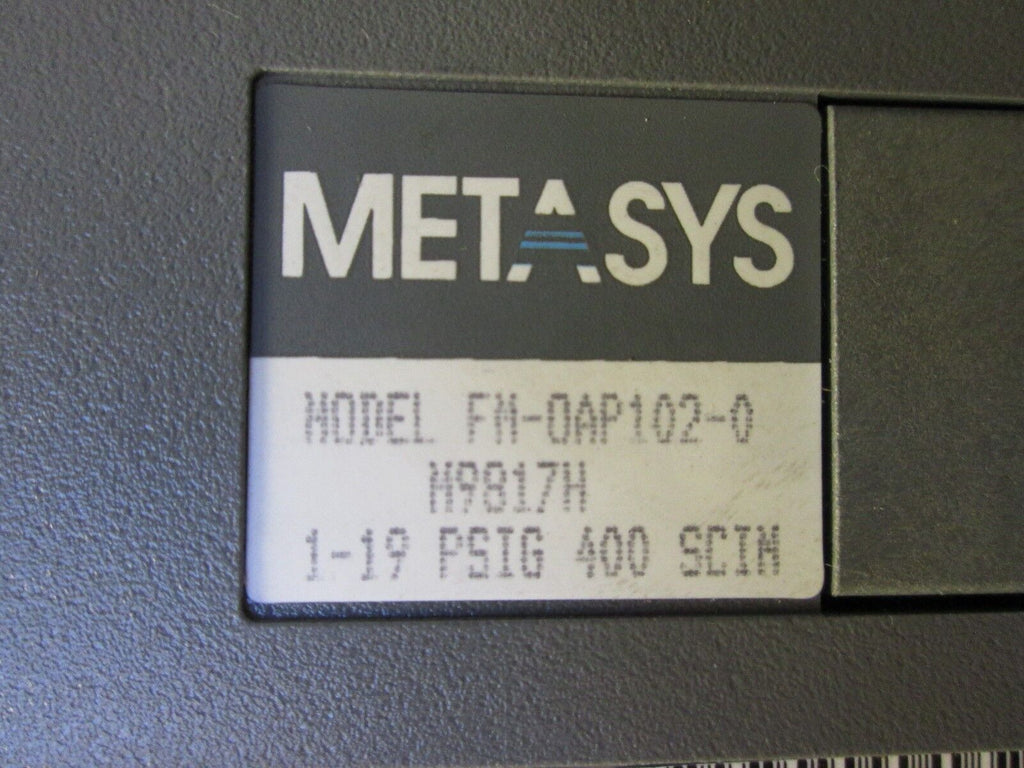 METASYS
MODEL FM-OAP102-0
M9817H
1-19 PSIG 400 SCIM